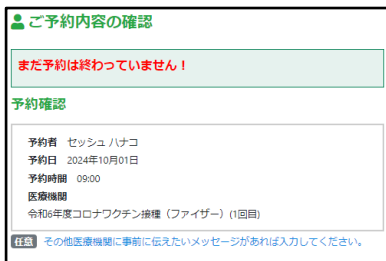 ご予約内容の確認
まだ予約は終わっていません！
予約確認
予約者 セッシュ ハナコ
予約日 2024年10月01日
予約時間 09:00
医療機関
令和6年度コロナワクチン接種（ファイザー）(1回目)
任意 その他医療機関に事前に伝えたいメッセージがあれば入力してください。